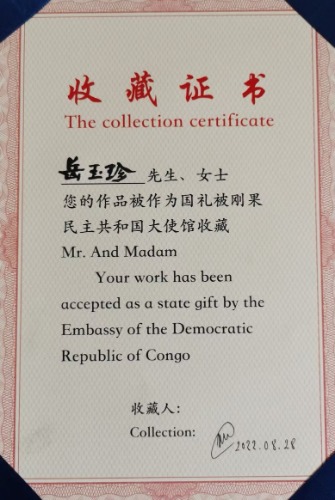 收藏证书
The collection certificate
岳玉珍 先生、女士
您的作品被作为国礼被刚果
民主共和国大使馆收藏
Mr. And Madam
Your work has been
accepted as a state gift by the
Embassy of the Democratic
Republic of Congo
收藏人:
Collection:
2022.08.28